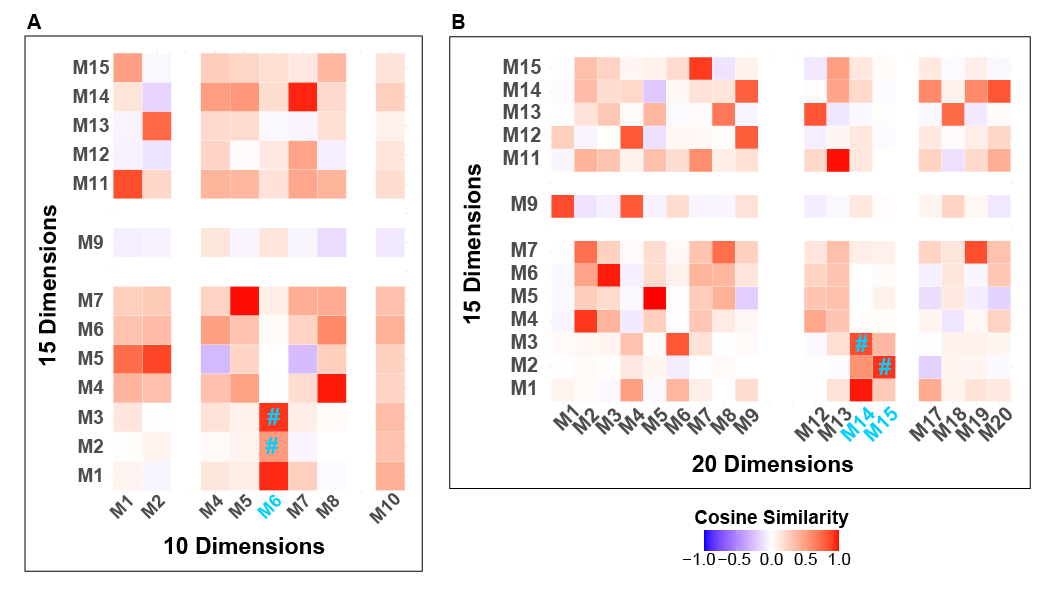 A
15 Dimensions
M15
M14
M13
M12
M11
M9
M7
M6
M5
M4
M3
#
M2
#
M1
M1 M2 M4 M5 M6 M7 M8 M10
10 Dimensions
B
15 Dimensions
M15
M14
M13
M12
M11
M9
M7
M6
M5
M4
M3
#
M2
#
M1
M1 M2 M3 M4 M5 M6 M7 M8 M9 M12 M13 M14 M15 M17 M18 M19 M20
20 Dimensions
Cosine Similarity
−1.0 −0.5 0.0 0.5 1.0